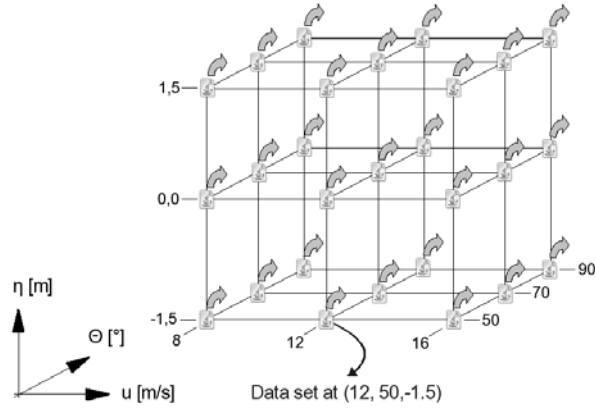 1,5
0,0
-1,5
8
12
16
50
70
90
η [m]
Θ [°]
u [m/s]
Data set at (12, 50,-1.5)